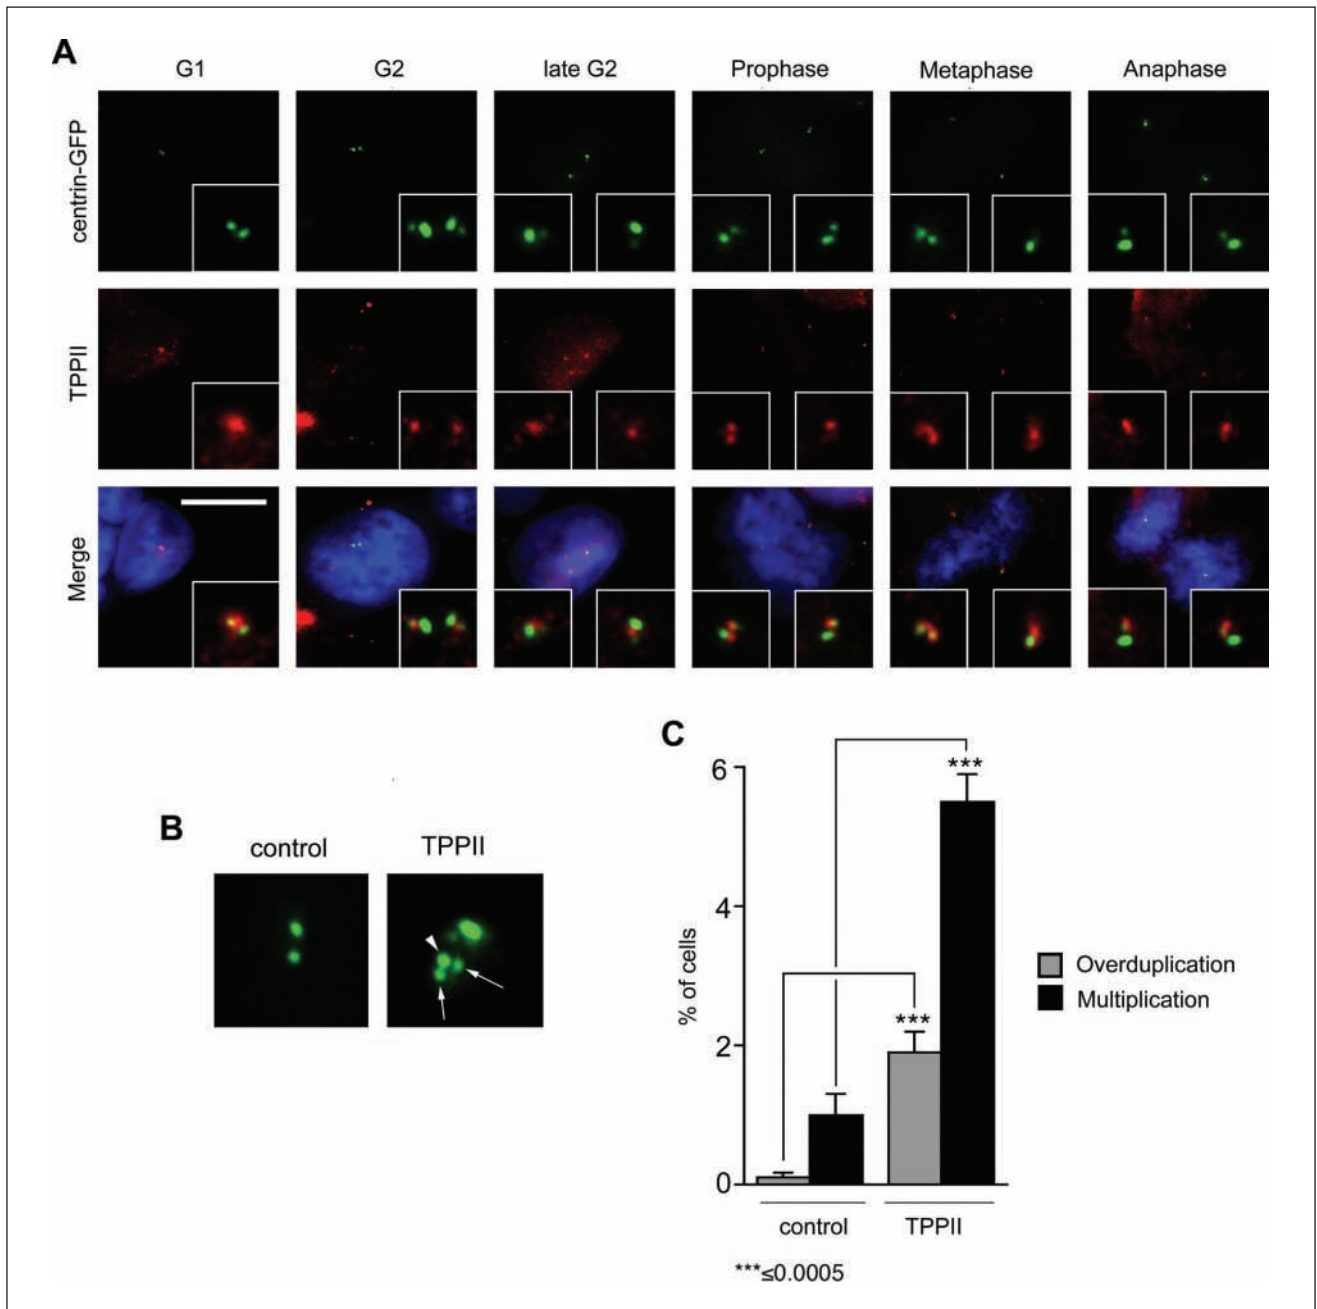 A
G1 G2 late G2 Prophase Metaphase Anaphase
centrin-GFP
TPPII
Merge
B
control TPPII
C
% of cells
6
4
2
0
***
***
Overduplication
Multiplication
control TPPII
***≤0.0005